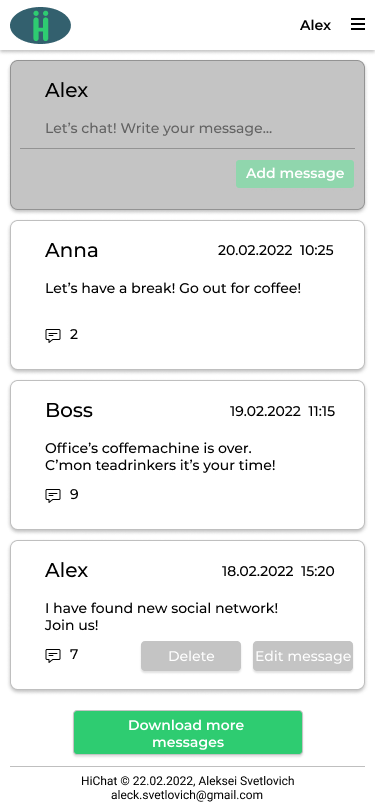 Alex
Alex
Let’s chat! Write your message...
Add message
Anna 20.02.2022 10:25
Let’s have a break! Go out for coffee!
2
Boss 19.02.2022 11:15
Office’s coffemachine is over.
C’mon teadrinkers it’s your time!
9
Alex 18.02.2022 15:20
I have found new social network!
Join us!
7 Delete Edit message
Download more
messages
HiChat © 22.02.2022, Aleksei Svetlovich
aleck.svetlovich@gmail.com